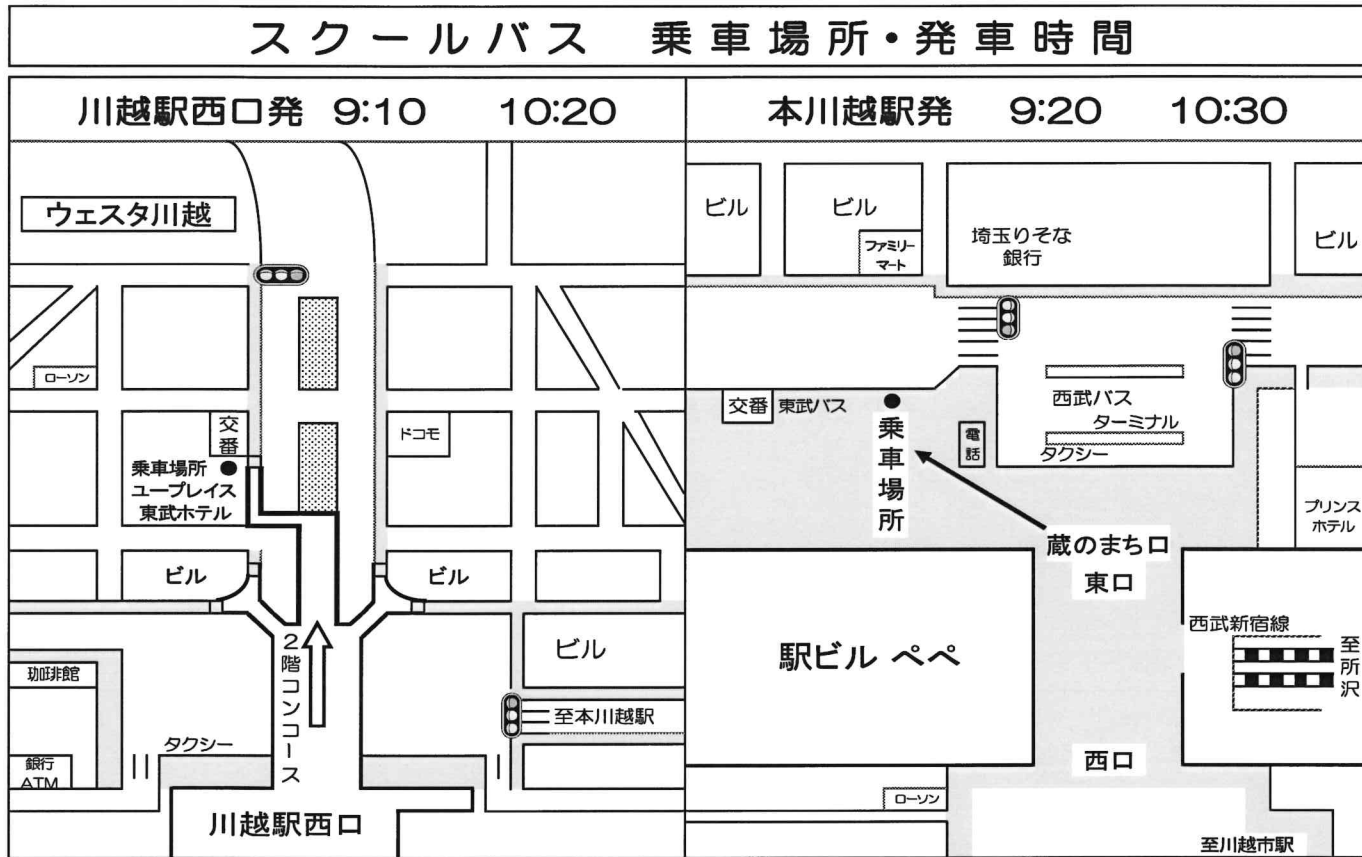 スクールバス 乗車場所・発車時間
川越駅西口発 9:10 10:20
ウェスタ川越
ローソン
交番
ドコモ
乗車場所
ユープレイス
東武ホテル
ビル
ビル
2階コンコース
ビル
珈琲館
至本川越駅
タクシー
銀行
ATM
川越駅西口
本川越駅発 9:20 10:30
ビル
ビル
ファミリー
マート
埼玉りそな
銀行
ビル
交番
東武バス
乗車場所
電話
西武バス
ターミナル
タクシー
プリンス
ホテル
蔵のまち口
東口
駅ビル ペペ
西武新宿線
至所沢
西口
ローソン
至川越市駅